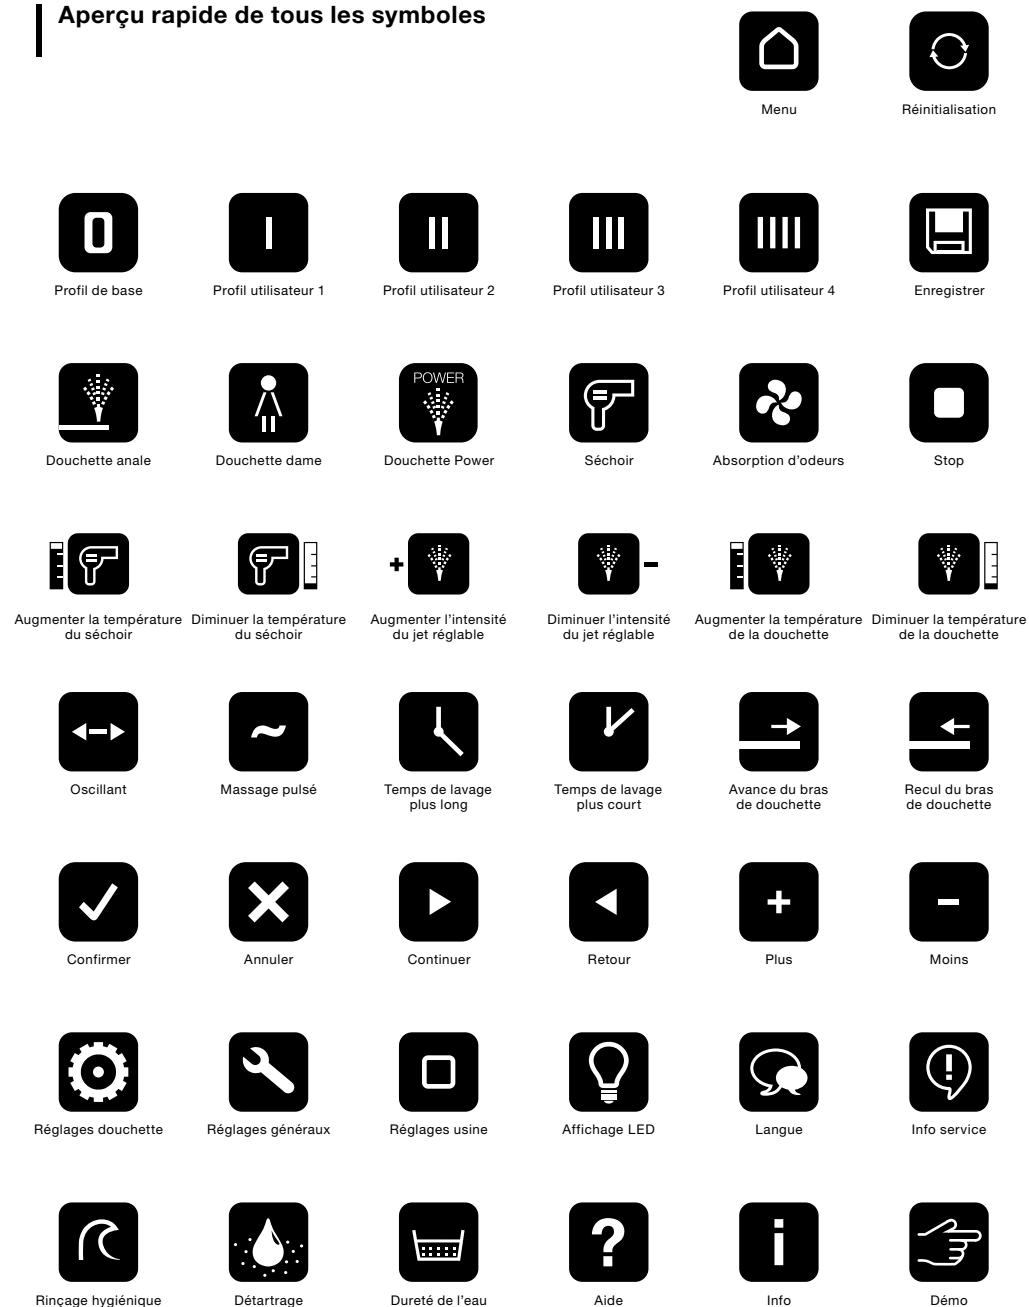 Aperçu rapide de tous les symboles
Menu
Réinitialisation
Profil de base
Profil utilisateur 1
Profil utilisateur 2
Profil utilisateur 3
Profil utilisateur 4
Enregistrer
POWER
Douchette anale
Douchette dame
Douchette Power
Séchoir
Absorption d'odeurs
Stop
Augmenter la température
du séchoir
Diminuer la température
du séchoir
Augmenter l'intensité
du jet réglable
Diminuer l'intensité
du jet réglable
Augmenter la température
de la douchette
Diminuer la température
de la douchette
Oscillant
Massage pulsé
Temps de lavage
plus long
Temps de lavage
plus court
Avance du bras
de douchette
Recul du bras
de douchette
Confirmer
Annuler
Continuer
Retour
Plus
Moins
Réglages douchette
Réglages généraux
Réglages usine
Affichage LED
Langue
Info service
Rinçage hygiénique
Détartrage
Dureté de l'eau
Aide
Info
Démo